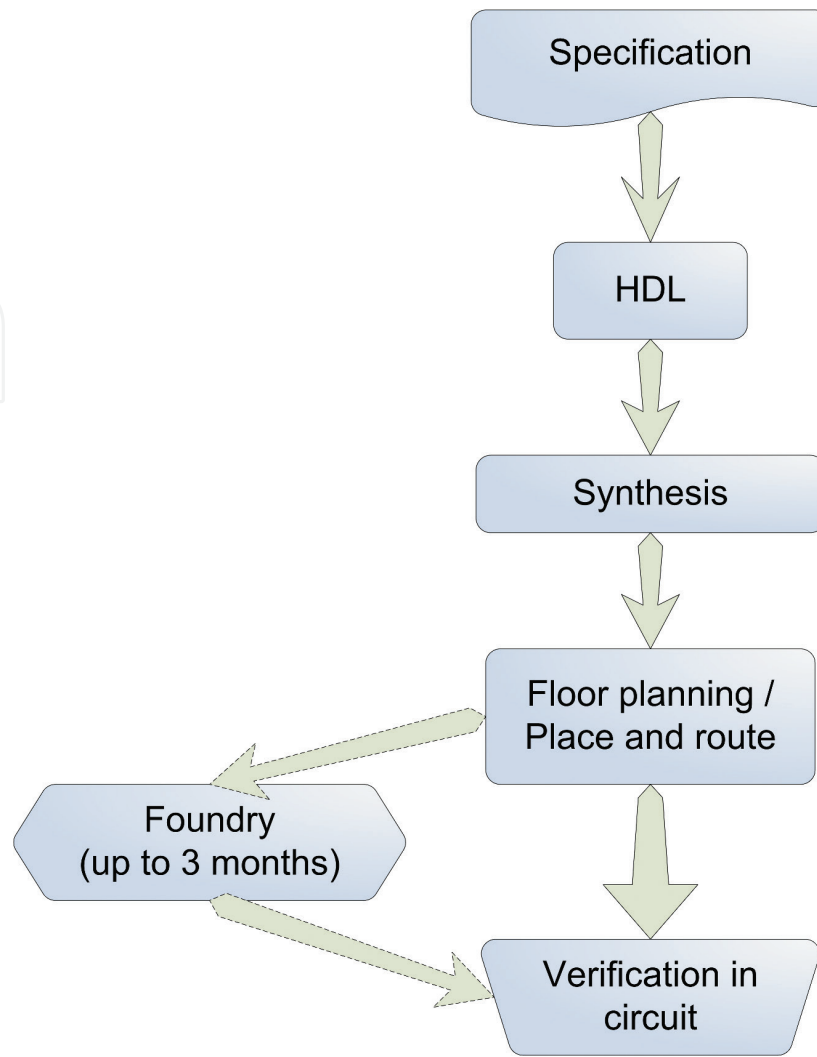 Specification
HDL
Synthesis
Floor planning /
Place and route
Foundry
(up to 3 months)
Verification in
circuit